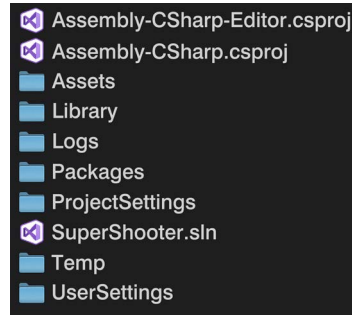 Assembly-CSharp-Editor.csproj
Assembly-CSharp.csproj
Assets
Library
Logs
Packages
ProjectSettings
SuperShooter.sln
Temp
UserSettings